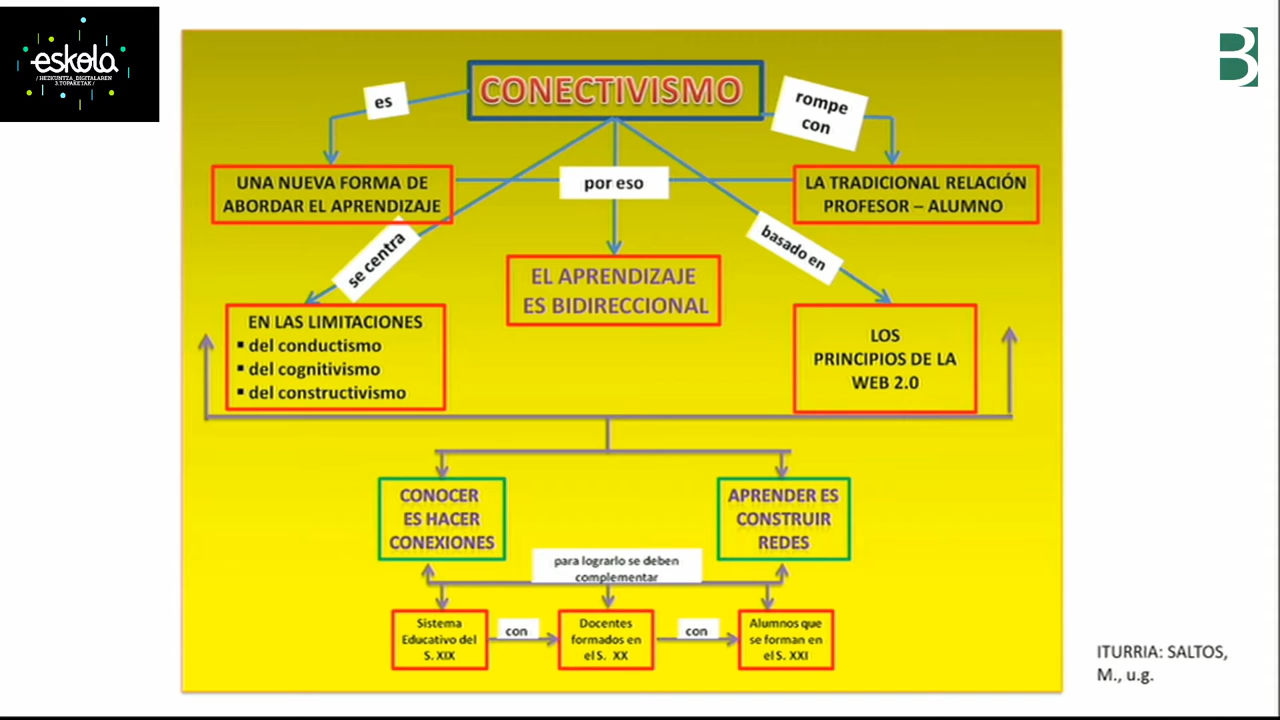 eskola
/ HEZKUNTZA_DIGITALAREN
3.TOPAKETAK /
B
CONECTIVISMO
es
rompe
con
UNA NUEVA FORMA DE
ABORDAR EL APRENDIZAJE
por eso
LA TRADICIONAL RELACIÓN
PROFESOR – ALUMNO
se centra
basado en
EL APRENDIZAJE
ES BIDIRECCIONAL
EN LAS LIMITACIONES
▪ del conductismo
▪ del cognitivismo
▪ del constructivismo
LOS
PRINCIPIOS DE LA
WEB 2.0
CONOCER
ES HACER
CONEXIONES
APRENDER ES
CONSTRUIR
REDES
para lograrlo se deben
complementar
Sistema
Educativo del
S. XIX
con
Docentes
formados en
el S. XX
con
Alumnos que
se forman en
el S. XXI
ITURRIA: SALTOS,
M., u.g.